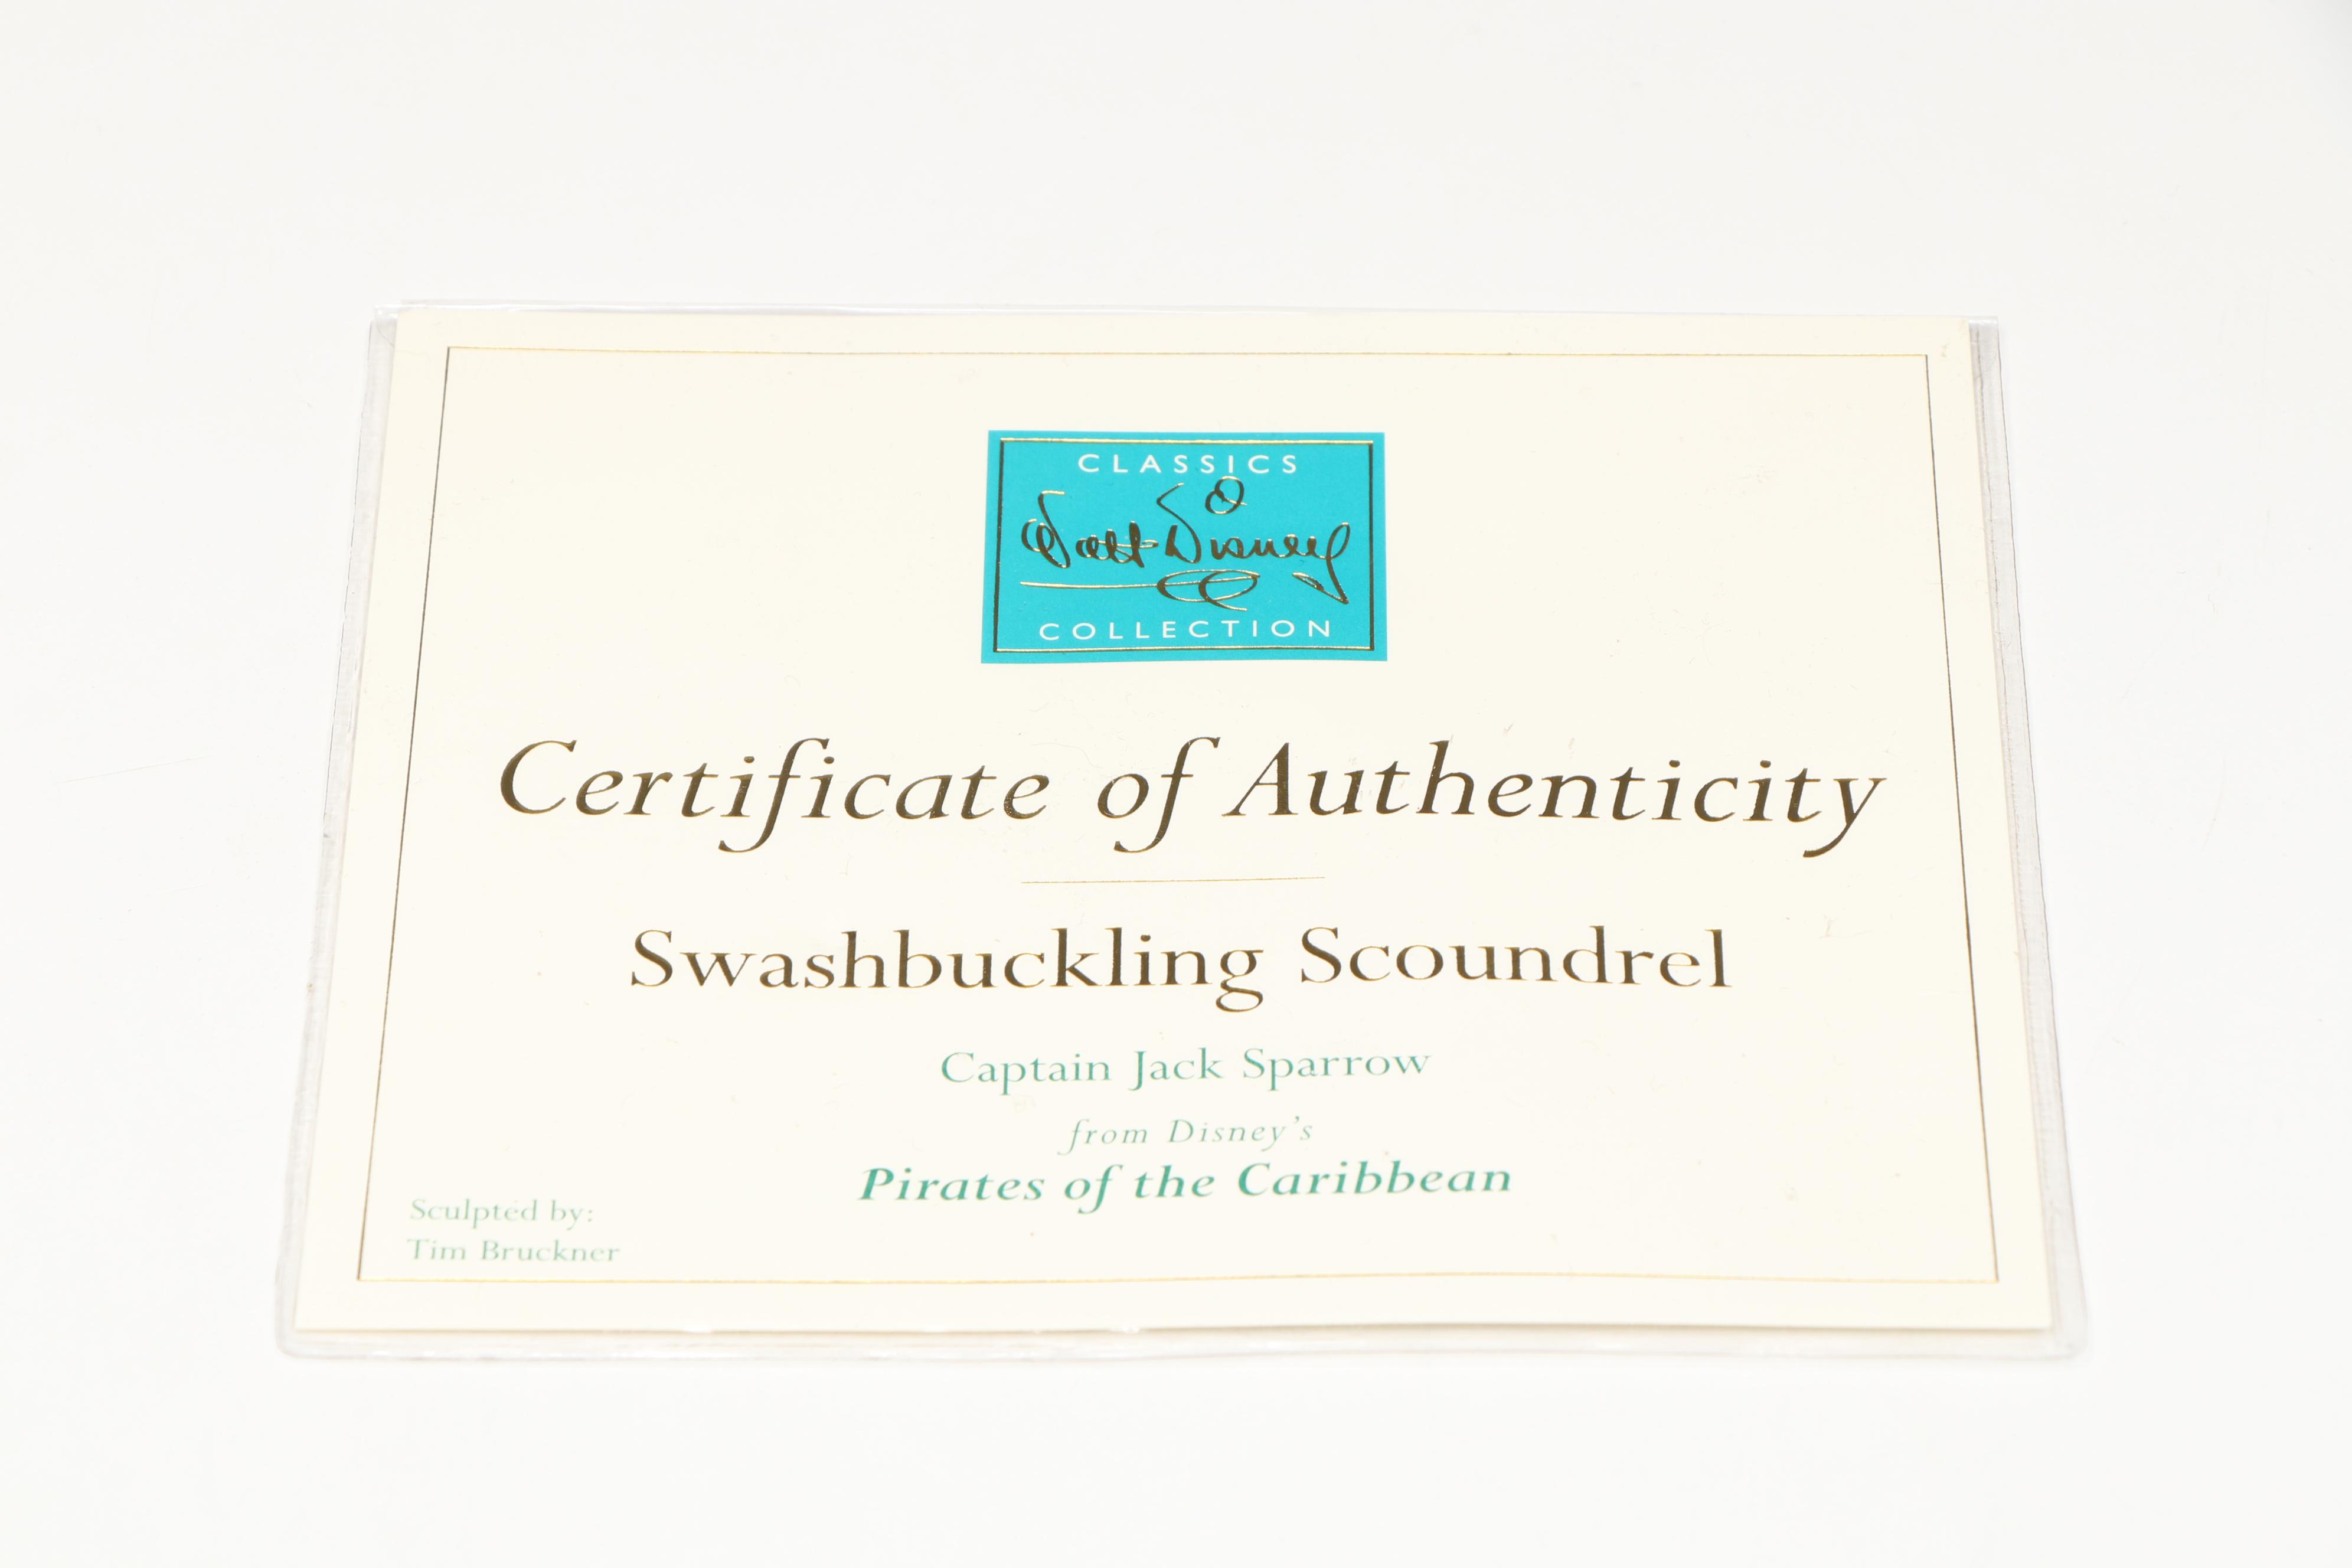 CLASSICS
Walt Disney
COLLECTION
Certificate of Authenticity
Swashbuckling Scoundrel
Captain Jack Sparrow
from Disney's
Pirates of the Caribbean
Sculpted by:
Tim Bruckner